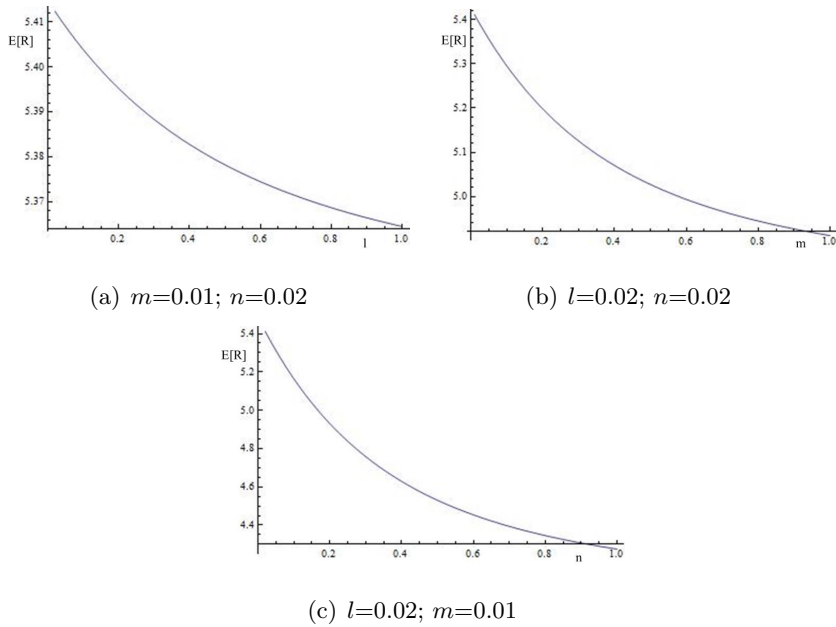 5.41
E[R]
5.40
5.39
5.38
5.37
0.2 0.4 0.6 0.8 1.0
l
(a) m=0.01; n=0.02
5.4
E[R]
5.3
5.2
5.1
5.0
0.2 0.4 0.6 0.8 1.0
m
(b) l=0.02; n=0.02
5.4
E[R]
5.2
5.0
4.8
4.6
4.4
0.2 0.4 0.6 0.8 1.0
n
(c) l=0.02; m=0.01